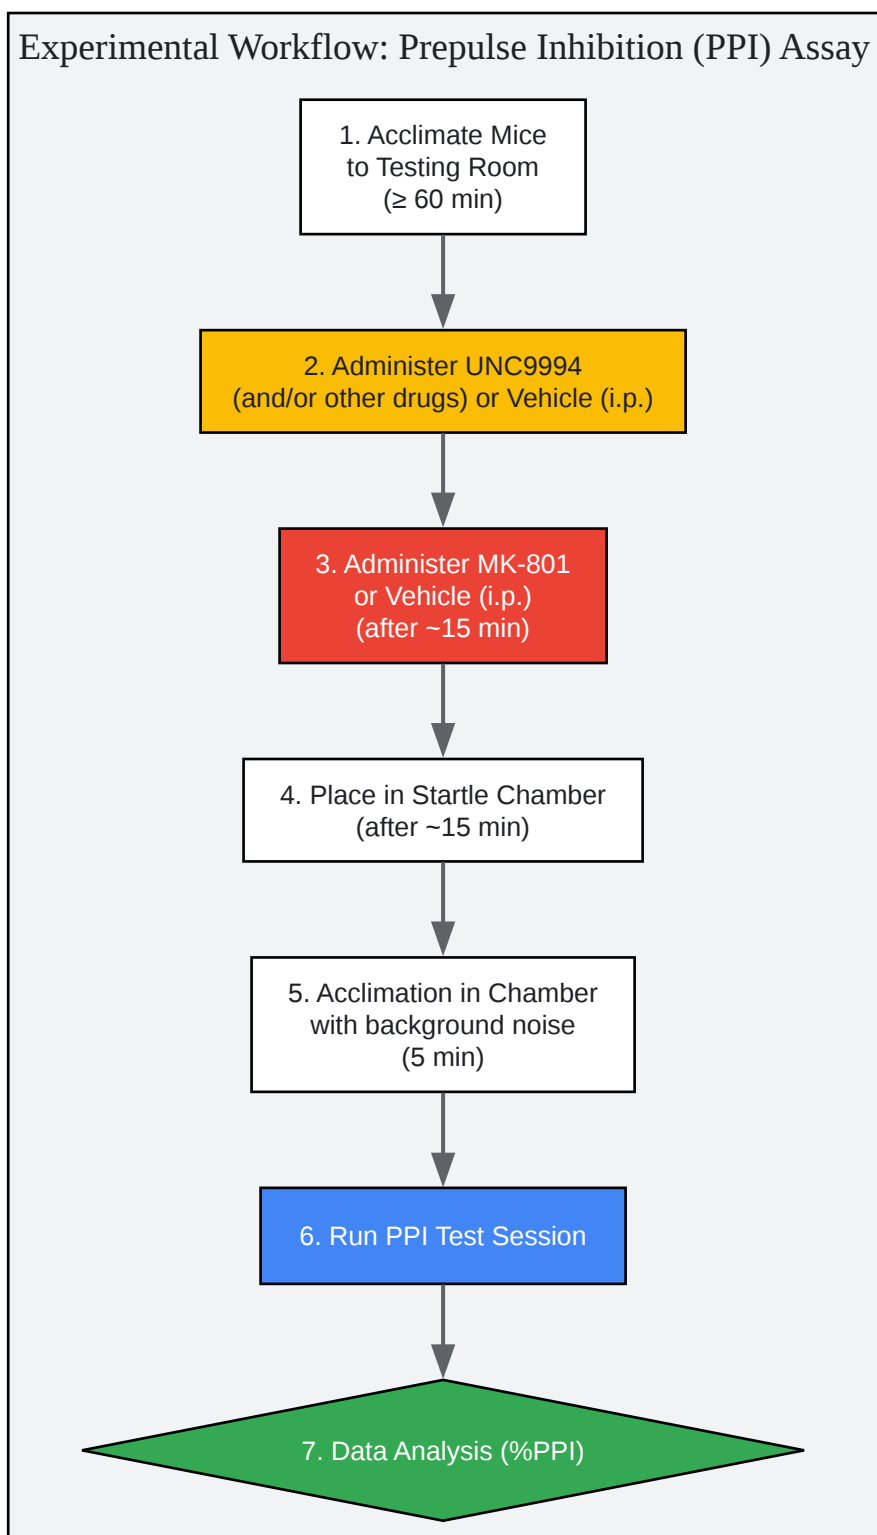 Experimental Workflow: Prepulse Inhibition (PPI) Assay
1. Acclimate Mice
to Testing Room
(≥ 60 min)
2. Administer UNC9994
(and/or other drugs) or Vehicle (i.p.)
3. Administer MK-801
or Vehicle (i.p.)
(after ~15 min)
4. Place in Startle Chamber
(after ~15 min)
5. Acclimation in Chamber
with background noise
(5 min)
6. Run PPI Test Session
7. Data Analysis (%PPI)